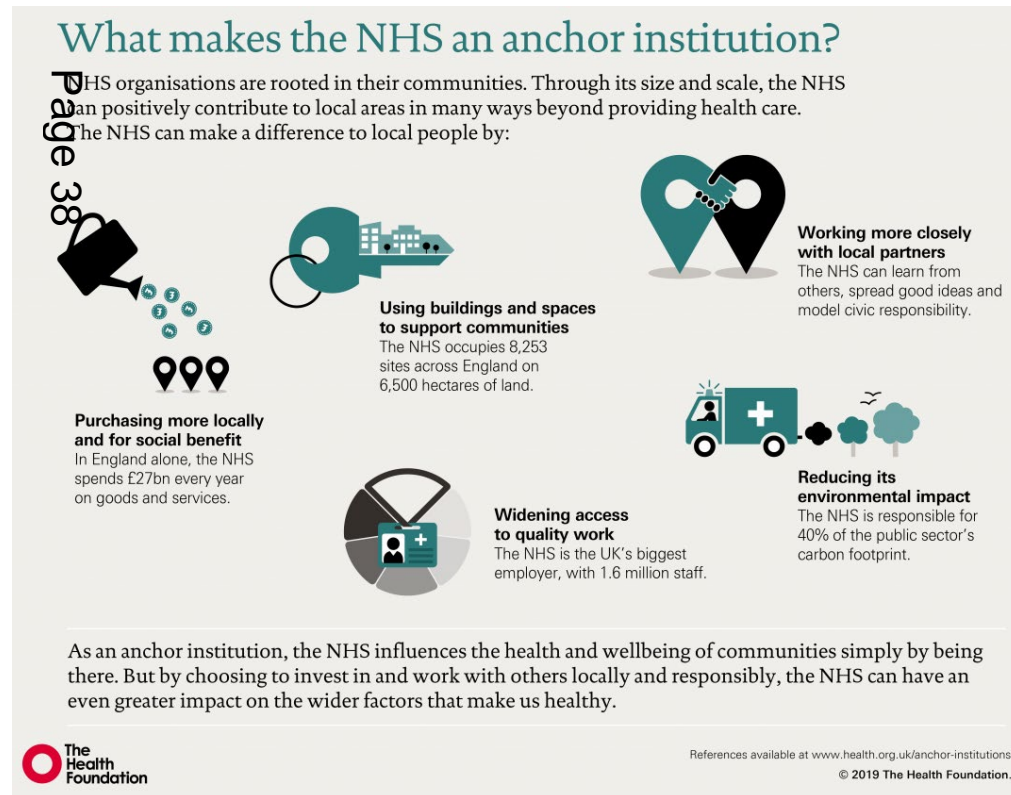 What makes the NHS an anchor institution?
NHS organisations are rooted in their communities. Through its size and scale, the NHS
can positively contribute to local areas in many ways beyond providing health care.
The NHS can make a difference to local people by:
Page 38
Working more closely
with local partners
The NHS can learn from
others, spread good ideas and
model civic responsibility.
Using buildings and spaces
to support communities
The NHS occupies 8,253
sites across England on
6,500 hectares of land.
Purchasing more locally
and for social benefit
In England alone, the NHS
spends £27bn every year
on goods and services.
Reducing its
environmental impact
The NHS is responsible for
40% of the public sector’s
carbon footprint.
Widening access
to quality work
The NHS is the UK’s biggest
employer, with 1.6 million staff.
As an anchor institution, the NHS influences the health and wellbeing of communities simply by being
there. But by choosing to invest in and work with others locally and responsibly, the NHS can have an
even greater impact on the wider factors that make us healthy.
The
Health
Foundation
References available at www.health.org.uk/anchor-institutions
© 2019 The Health Foundation.